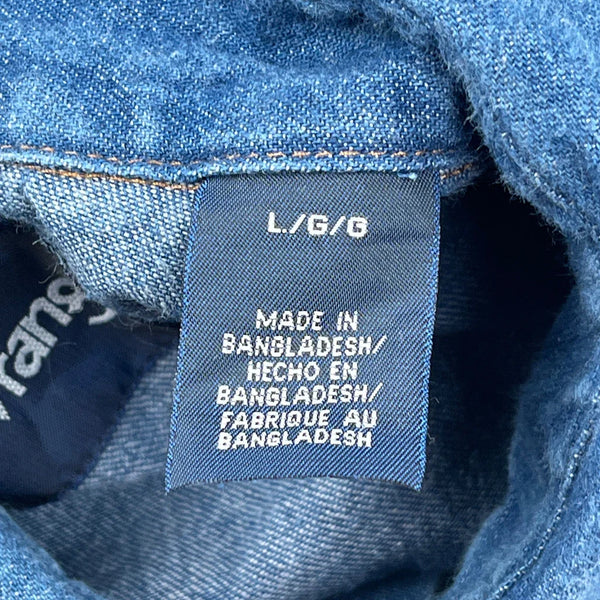 L./G/G
MADE IN
BANGLADESH/
HECHO EN
BANGLADESH/
FABRIQUE AU
BANGLADESH